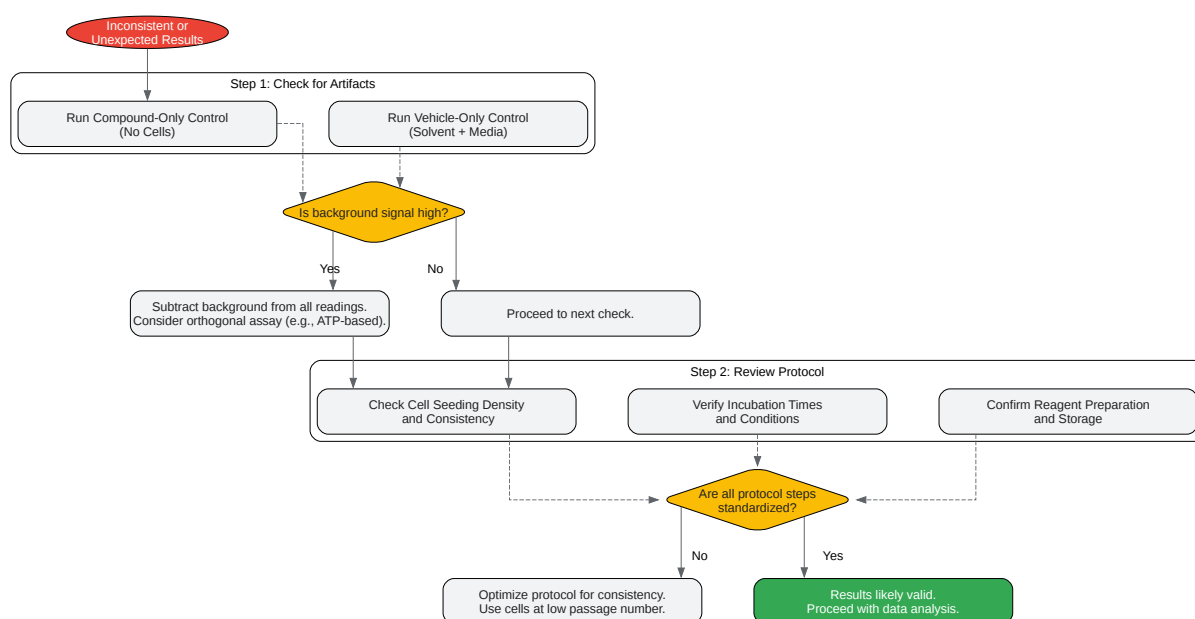 Inconsistent or
Unexpected Results
Step 1: Check for Artifacts
Run Compound-Only Control
(No Cells)
Run Vehicle-Only Control
(Solvent + Media)
Is background signal high?
Yes
No
Subtract background from all readings.
Consider orthogonal assay (e.g., ATP-based).
Proceed to next check.
Step 2: Review Protocol
Check Cell Seeding Density
and Consistency
Verify Incubation Times
and Conditions
Confirm Reagent Preparation
and Storage
Are all protocol steps
standardized?
No
Yes
Optimize protocol for consistency.
Use cells at low passage number.
Results likely valid.
Proceed with data analysis.